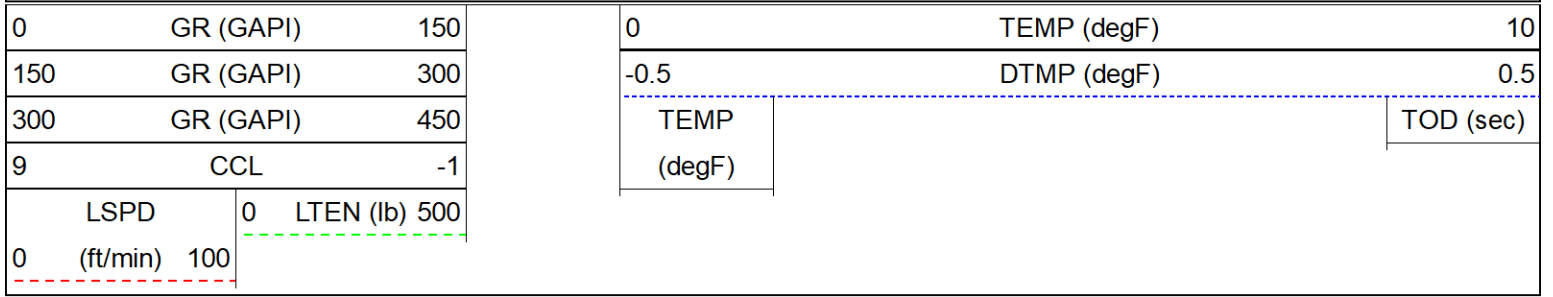 0 GR (GAPI) 150 0 TEMP (degF) 10
150 GR (GAPI) 300 -0.5 DTMP (degF) 0.5
300 GR (GAPI) 450 TEMP TOD (sec)
9 CCL -1 (degF)
LSPD 0 LTEN (lb) 500
0 (ft/min) 100